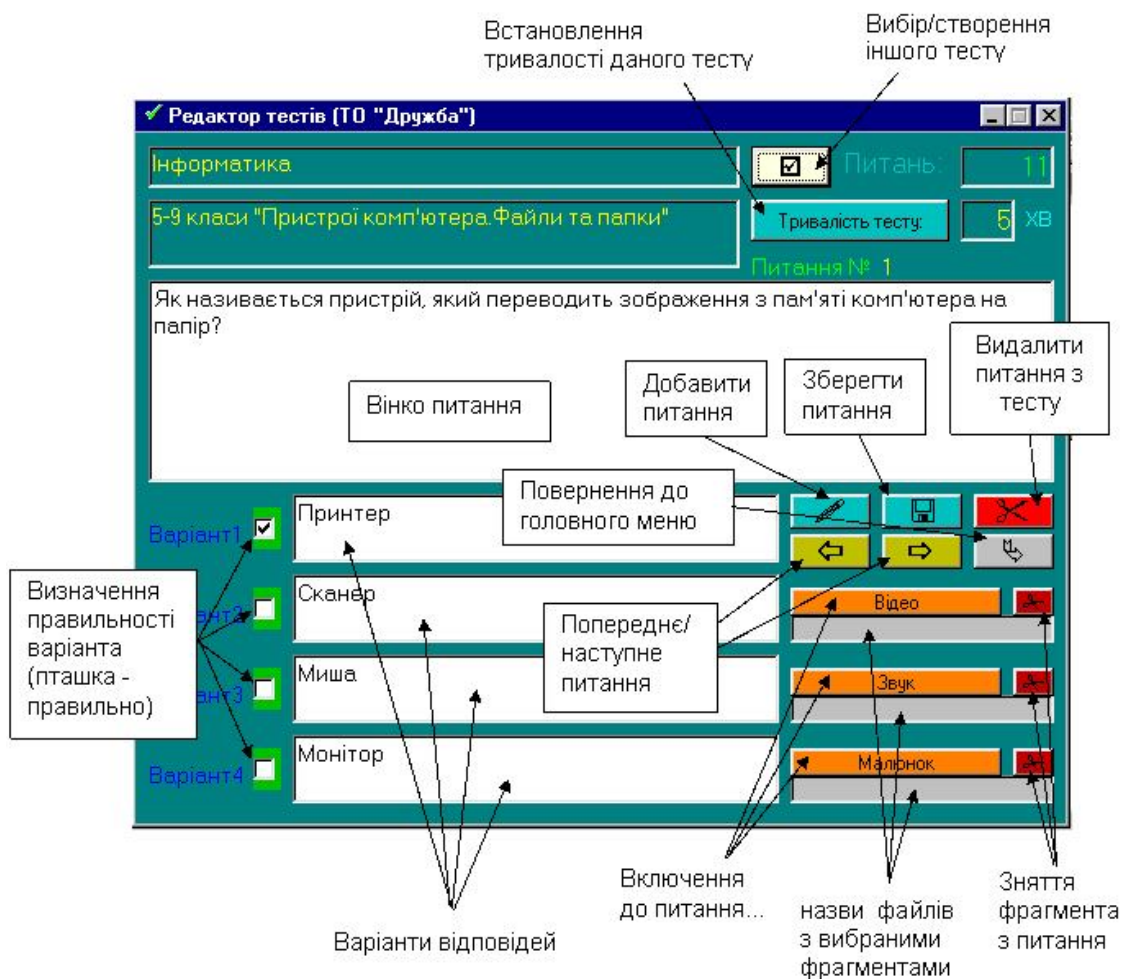 Встановлення
тривалості даного тесту
Вибір/створення
іншого тесту
Редактор тестів (ТО "Дружба")
Інформатика
Питань:
11
5-9 класи "Пристрої комп'ютера.Файли та папки"
Тривалість тесту:
5
хв
Питання № 1
Як називається пристрій, який переводить зображення з пам'яті комп'ютера на
папір?
Вінко питання
Добавити
питання
Зберегти
питання
Видалити
питання з
тесту
Повернення до
головного меню
Варіант1
Принтер
Визначення
правильності
варіанта
(пташка -
правильно)
Сканер
Попереднє/
наступне
питання
Відео
Миша
Звук
Варіант4
Монітор
Малюнок
Варіанти відповідей
Включення
до питання...
назви файлів
з вибраними
фрагментами
Зняття
фрагмента
з питання